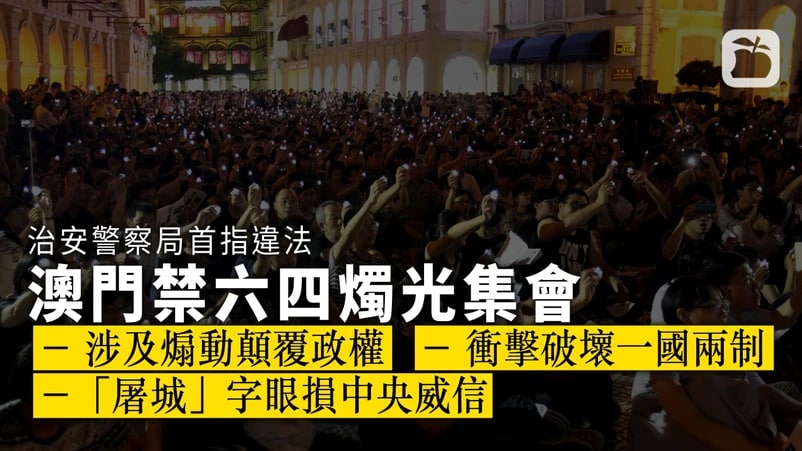 治安警察局首指違法
澳門禁六四燭光集會
－ 涉及煽動顛覆政權
－ 衝擊破壞一國兩制
－「屠城」字眼損中央威信